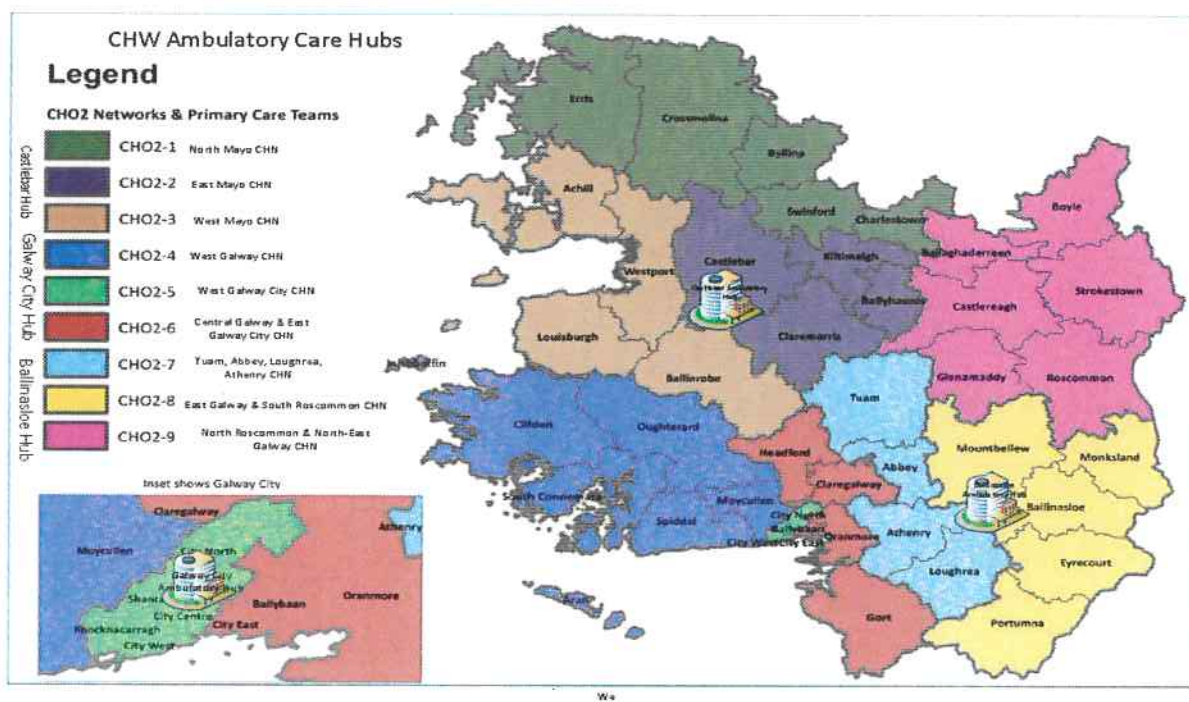 CHW Ambulatory Care Hubs
Legend
CHO2 Networks & Primary Care Teams
Castlebar Hub
Galway City Hub
Ballinasloe Hub
CHO2-1 North Mayo CHN
CHO2-2 East Mayo CHN
CHO2-3 West Mayo CHN
CHO2-4 West Galway CHN
CHO2-5 West Galway City CHN
CHO2-6 Central Galway & East
Galway City CHN
CHO2-7 Tuam, Abbey, Loughrea,
Athenry CHN
CHO2-8 East Galway & South Roscommon CHN
CHO2-9 North Roscommon & North-East
Galway CHN
Erris
Crossmolina
Byllina
Achill
Swinford
Charlestown
Boyle
Westport
Castlebar
Kiltimalgh
Ballaghaderreen
Ballyhaunis
Castlereagh
Strokestown
Louisburgh
Claremorris
Ballinrobe
Glenamaddy
Roscommon
Tuam
Clifden
Oughterard
Headford
Abbey
Mountbellew
Monksland
Claregalway
South Connemara
Moycullen
Spiddal
City North
Ballybaan
City West
City East
Oranmore
Athenry
Ballinasloe
Loughrea
Eyrecourt
Aran
Gort
Portumna
Inset shows Galway City
Claregalway
Athenry
Moycullen
City North
Galway City
Ambulatory Hub
Shanta
Ballybaan
Oranmore
City Centre
City East
Knocknacarragh
City West
We